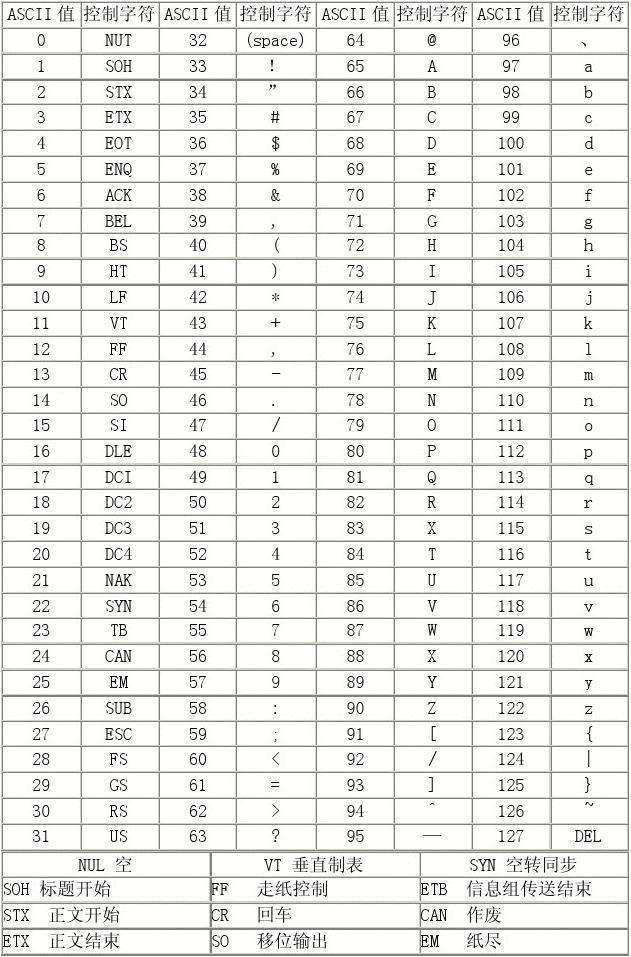 ASCII 值 控制字符 ASCII 值 控制字符 ASCII 值 控制字符 ASCII 值 控制字符
0 NUT 32 (space) 64 @ 96 、
1 SOH 33 ! 65 A 97 a
2 STX 34 ” 66 B 98 b
3 ETX 35 # 67 C 99 c
4 EOT 36 $ 68 D 100 d
5 ENQ 37 % 69 E 101 e
6 ACK 38 & 70 F 102 f
7 BEL 39 , 71 G 103 g
8 BS 40 ( 72 H 104 h
9 HT 41 ) 73 I 105 i
10 LF 42 * 74 J 106 j
11 VT 43 + 75 K 107 k
12 FF 44 , 76 L 108 l
13 CR 45 - 77 M 109 m
14 SO 46 . 78 N 110 n
15 SI 47 / 79 O 111 o
16 DLE 48 0 80 P 112 p
17 DCI 49 1 81 Q 113 q
18 DC2 50 2 82 R 114 r
19 DC3 51 3 83 X 115 s
20 DC4 52 4 84 T 116 t
21 NAK 53 5 85 U 117 u
22 SYN 54 6 86 V 118 v
23 TB 55 7 87 W 119 w
24 CAN 56 8 88 X 120 x
25 EM 57 9 89 Y 121 y
26 SUB 58 : 90 Z 122 z
27 ESC 59 ; 91 [ 123 {
28 FS 60 < 92 / 124 |
29 GS 61 = 93 ] 125 }
30 RS 62 > 94 ^ 126 ~
31 US 63 ? 95 — 127 DEL
NUL 空 VT 垂直制表 SYN 空转同步
SOH 标题开始 FF 走纸控制 ETB 信息组传送结束
STX 正文开始 CR 回车 CAN 作废
ETX 正文结束 SO 移位输出 EM 纸尽